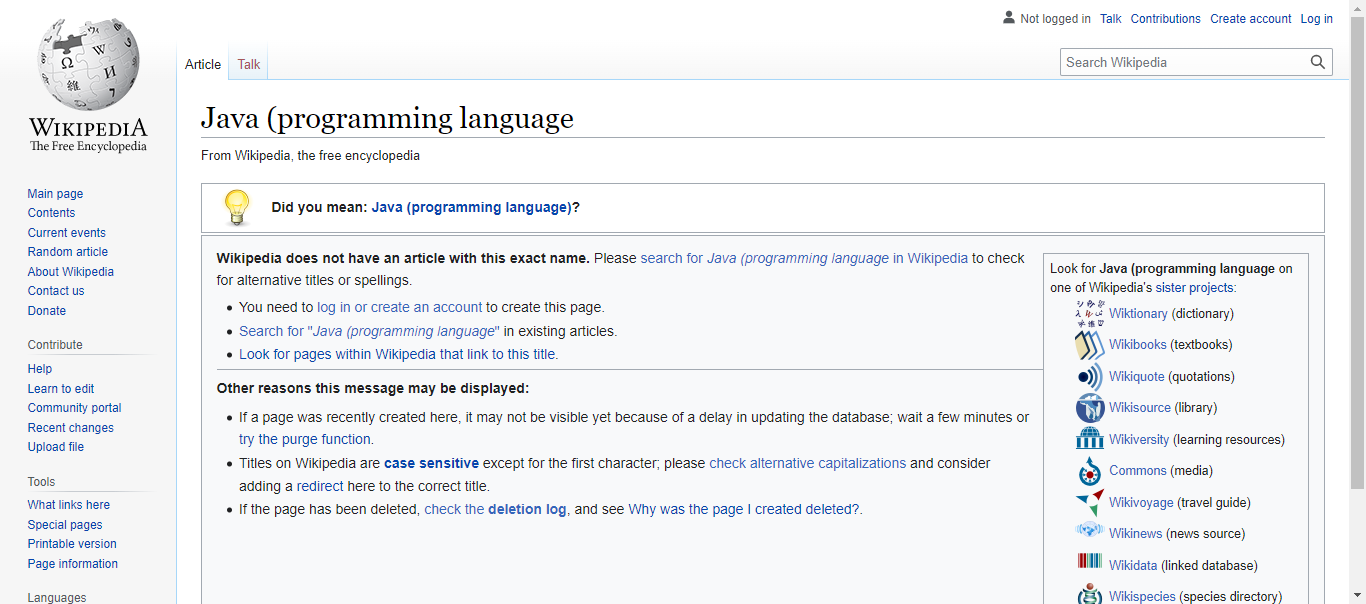 Not logged in Talk Contributions Create account Log in
Article Talk
Search Wikipedia
WIKIPEDIA
The Free Encyclopedia
Main page
Contents
Current events
Random article
About Wikipedia
Contact us
Donate
Contribute
Help
Learn to edit
Community portal
Recent changes
Upload file
Tools
What links here
Special pages
Printable version
Page information
Languages
Java (programming language
From Wikipedia, the free encyclopedia
Did you mean: Java (programming language)?
Wikipedia does not have an article with this exact name. Please search for Java (programming language in Wikipedia to check
for alternative titles or spellings.
• You need to log in or create an account to create this page.
• Search for "Java (programming language" in existing articles.
• Look for pages within Wikipedia that link to this title.
Other reasons this message may be displayed:
• If a page was recently created here, it may not be visible yet because of a delay in updating the database; wait a few minutes or
try the purge function.
• Titles on Wikipedia are case sensitive except for the first character; please check alternative capitalizations and consider
adding a redirect here to the correct title.
• If the page has been deleted, check the deletion log, and see Why was the page I created deleted?.
Look for Java (programming language on
one of Wikipedia's sister projects:
Wiktionary (dictionary)
Wikibooks (textbooks)
Wikiquote (quotations)
Wikisource (library)
Wikiversity (learning resources)
Commons (media)
Wikivoyage (travel guide)
Wikinews (news source)
Wikidata (linked database)
Wikispecies (species directory)